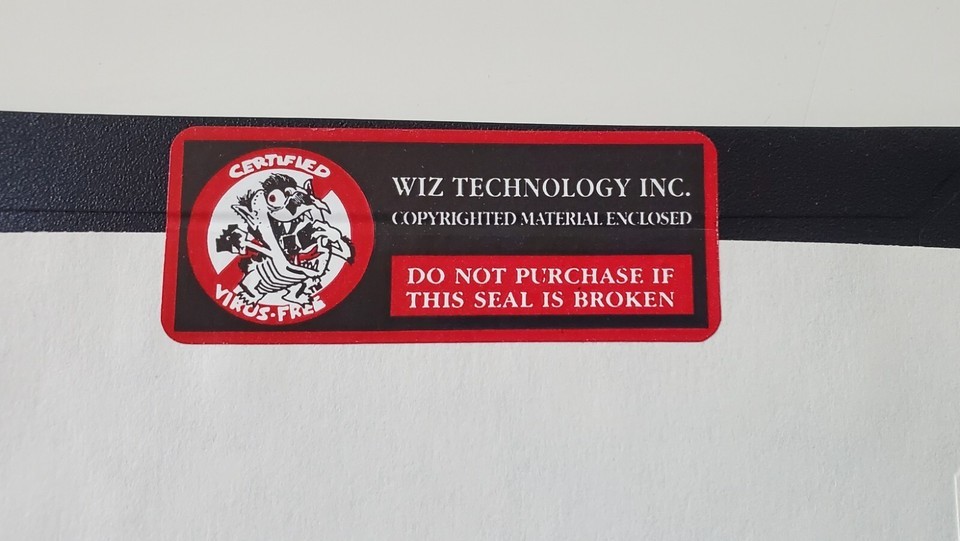 CERTIFIED
VIRUS·FREE
WIZ TECHNOLOGY INC.
COPYRIGHTED MATERIAL ENCLOSED
DO NOT PURCHASE IF
THIS SEAL IS BROKEN